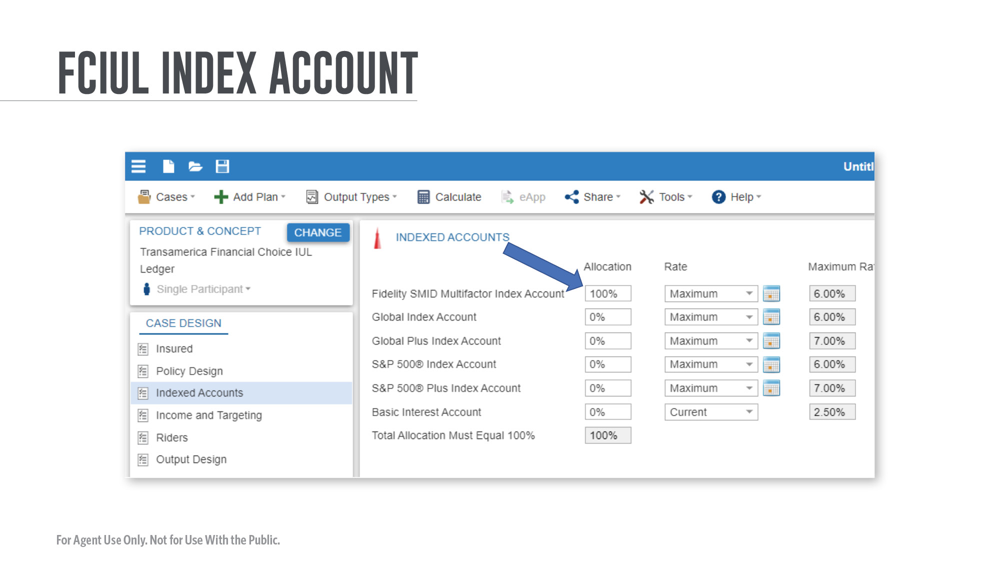 FCIUL INDEX ACCOUNT
Untitl
Cases Add Plan Output Types Calculate eApp Share Tools Help
PRODUCT & CONCEPT CHANGE
Transamerica Financial Choice IUL
Ledger
Single Participant
CASE DESIGN
Insured
Policy Design
Indexed Accounts
Income and Targeting
Riders
Output Design
INDEXED ACCOUNTS
Allocation Rate Maximum Ra
Fidelity SMID Multifactor Index Account 100% Maximum 6.00%
Global Index Account 0% Maximum 6.00%
Global Plus Index Account 0% Maximum 7.00%
S&P 500® Index Account 0% Maximum 6.00%
S&P 500® Plus Index Account 0% Maximum 7.00%
Basic Interest Account 0% Current 2.50%
Total Allocation Must Equal 100% 100%
For Agent Use Only. Not for Use With the Public.